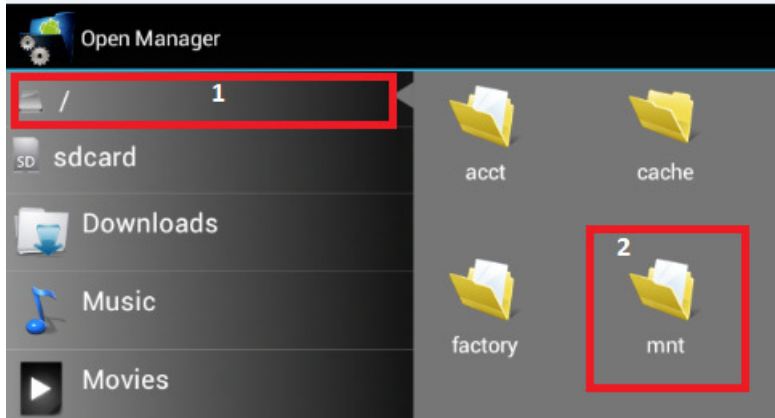 Open Manager
/
1
SD
sdcard
Downloads
Music
Movies
acct
cache
2
factory
mnt